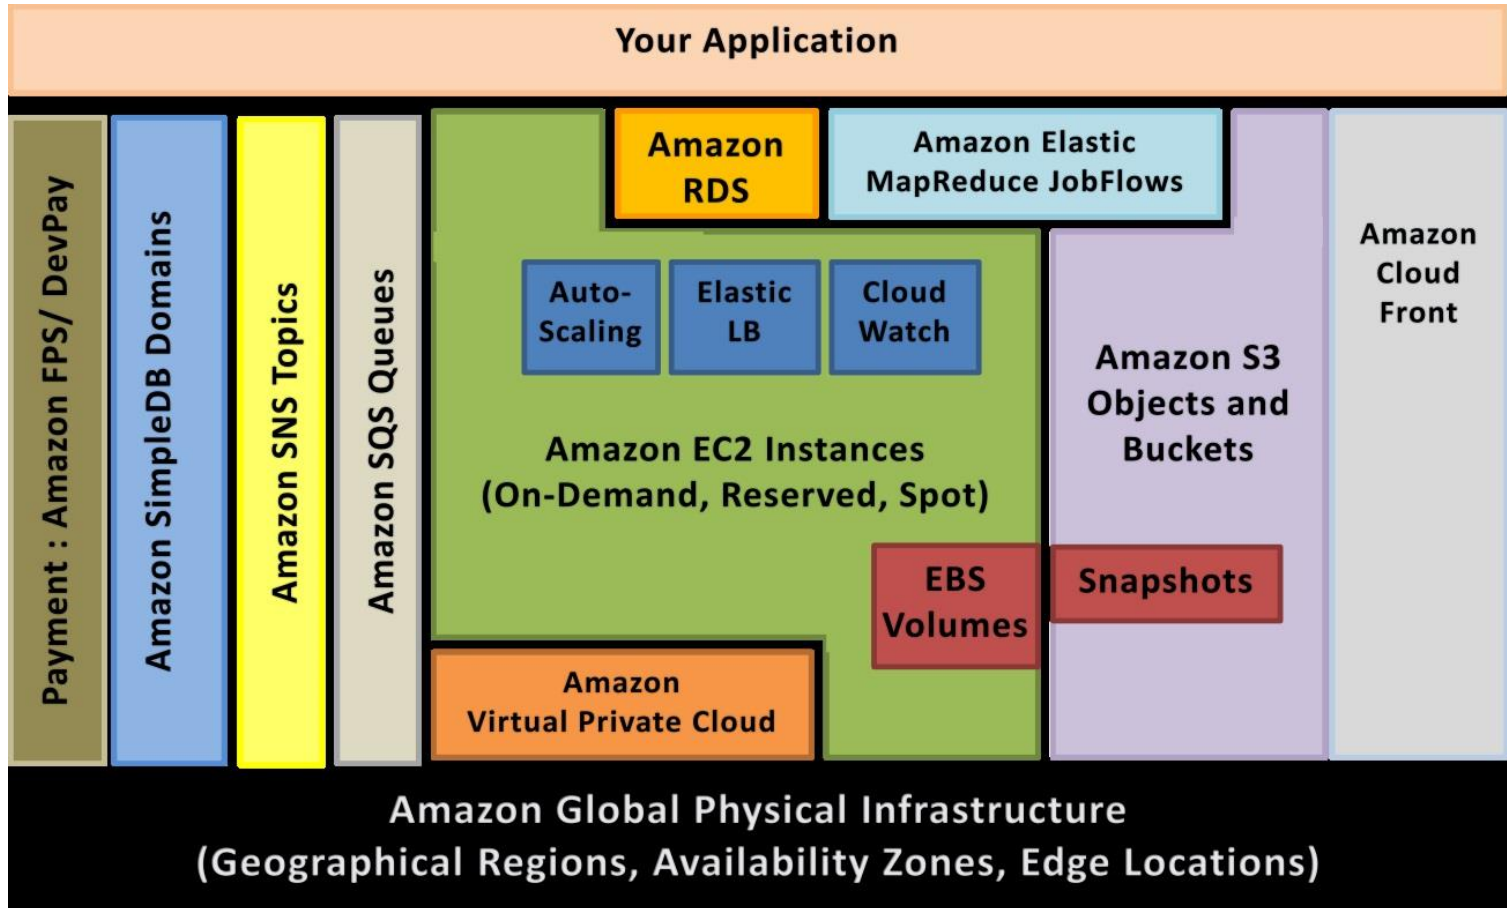 Your Application
Payment : Amazon FPS/ DevPay
Amazon SimpleDB Domains
Amazon SNS Topics
Amazon SQS Queues
Amazon
RDS
Amazon Elastic
MapReduce JobFlows
Auto-
Scaling
Elastic
LB
Cloud
Watch
Amazon EC2 Instances
(On-Demand, Reserved, Spot)
EBS
Volumes
Amazon
Virtual Private Cloud
Amazon S3
Objects and
Buckets
Snapshots
Amazon
Cloud
Front
Amazon Global Physical Infrastructure
(Geographical Regions, Availability Zones, Edge Locations)